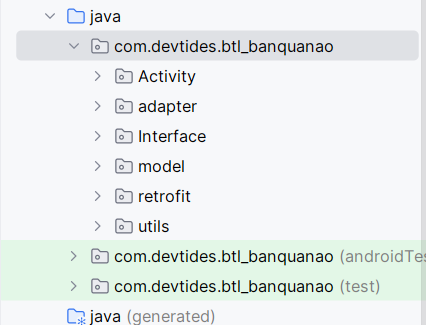 java
com.devtides.btl_banquanao
Activity
adapter
Interface
model
retrofit
utils
com.devtides.btl_banquanao (androidTes
com.devtides.btl_banquanao (test)
java (generated)